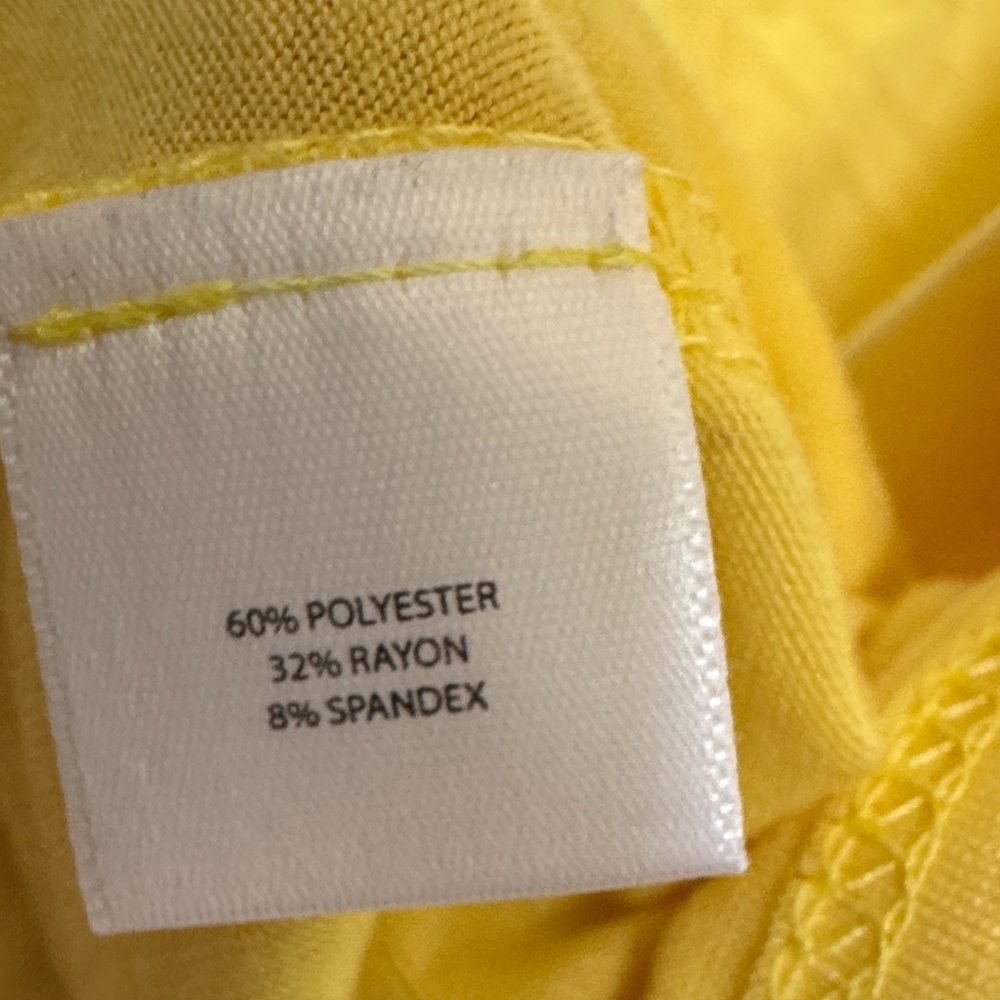 60% POLYESTER
32% RAYON
8% SPANDEX